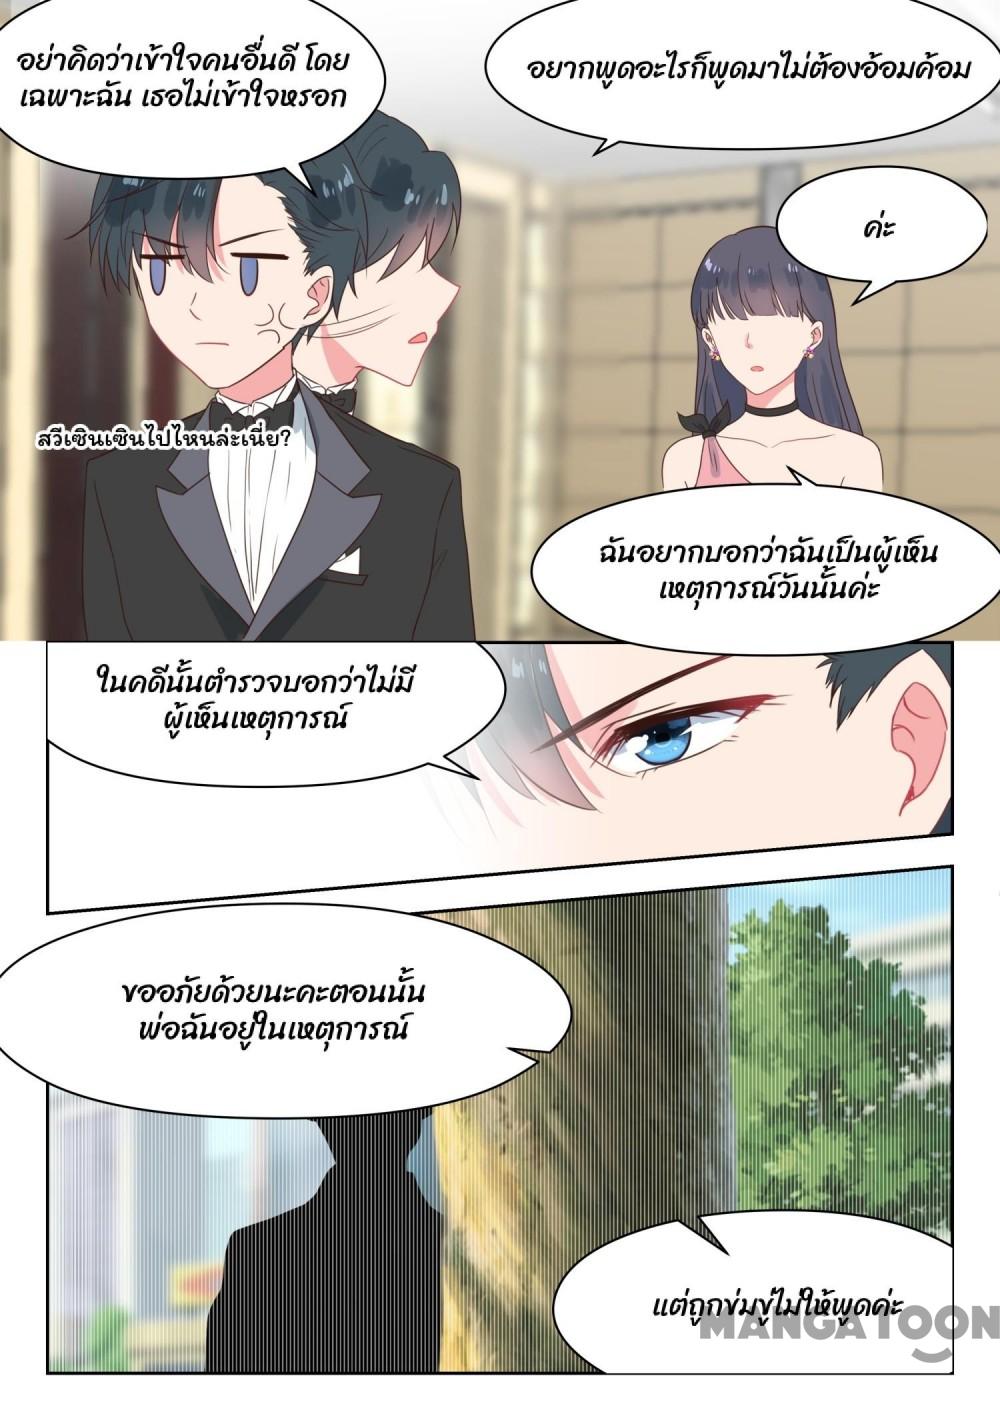 อย่าคิดว่าเข้าใจคนอื่นดี โดย
เฉพาะฉัน เธอไม่เข้าใจหรอก
อยากพูดอะไรก็พูดมาไม่ต้องอ้อมค้อม
ค่ะ
สวีเซินเซินไปไหนล่ะเนี่ย?
ฉันอยากบอกว่าฉันเป็นผู้เห็น
เหตุการณ์วันนั้นค่ะ
ในคดีนั้นตำรวจบอกว่าไม่มี
ผู้เห็นเหตุการณ์
ขออภัยด้วยนะคะตอนนั้น
พ่อฉันอยู่ในเหตุการณ์
แต่ถูกข่มขู่ไม่ให้พูดค่ะ
MANGATOON